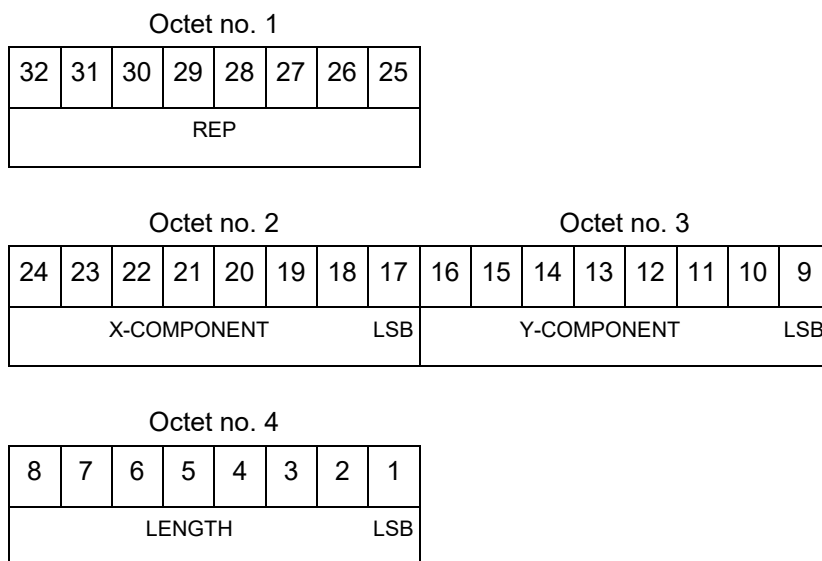 Octet no. 1
32 31 30 29 28 27 26 25
REP
Octet no. 2 Octet no. 3
24 23 22 21 20 19 18 17 16 15 14 13 12 11 10 9
X-COMPONENT LSB Y-COMPONENT LSB
Octet no. 4
8 7 6 5 4 3 2 1
LENGTH LSB